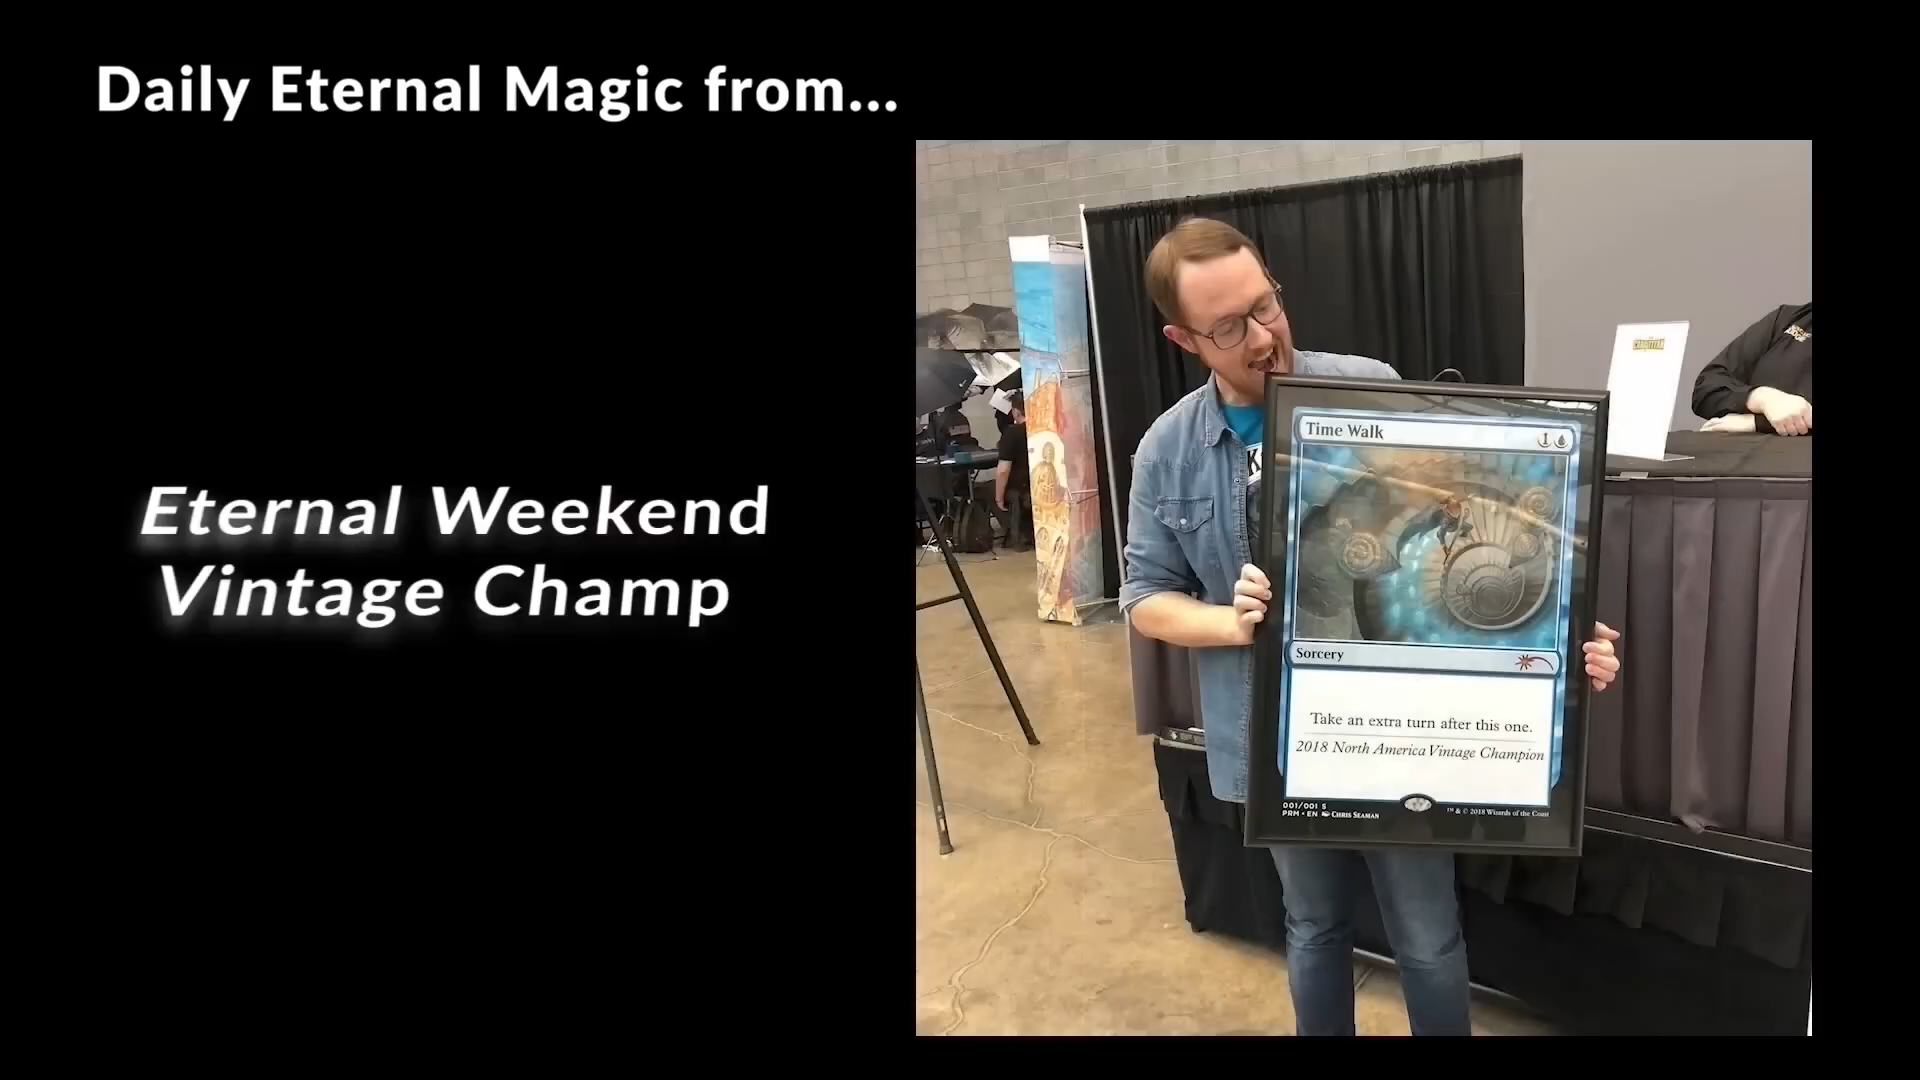 Daily Eternal Magic from...
Eternal Weekend
Vintage Champ
Time Walk
1
Sorcery
Take an extra turn after this one.
2018 North America Vintage Champion
001/001 S
PRM • EN CHRIS SEAMAN
™ & © 2018 Wizards of the Coast